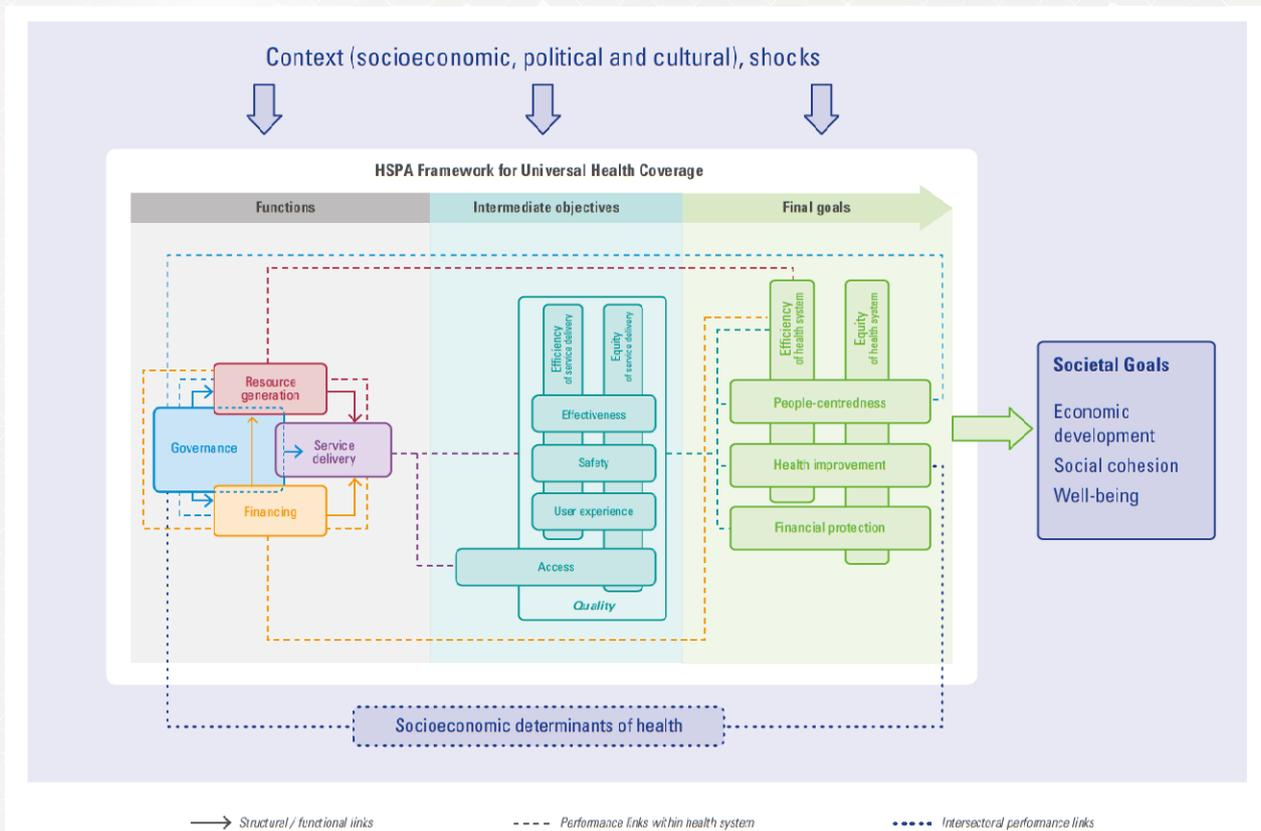 Context (socioeconomic, political and cultural), shocks
HSPA Framework for Universal Health Coverage
Functions
Intermediate objectives
Final goals
Resource
generation
Governance
Service
delivery
Financing
Efficiency
of service delivery
Equity
of service delivery
Effectiveness
Safety
User experience
Access
Quality
Efficiency
of health system
Equity
of health system
People-centredness
Health improvement
Financial protection
Societal Goals
Economic
development
Social cohesion
Well-being
Socioeconomic determinants of health
Structural / functional links
Performance links within health system
Intersectoral performance links